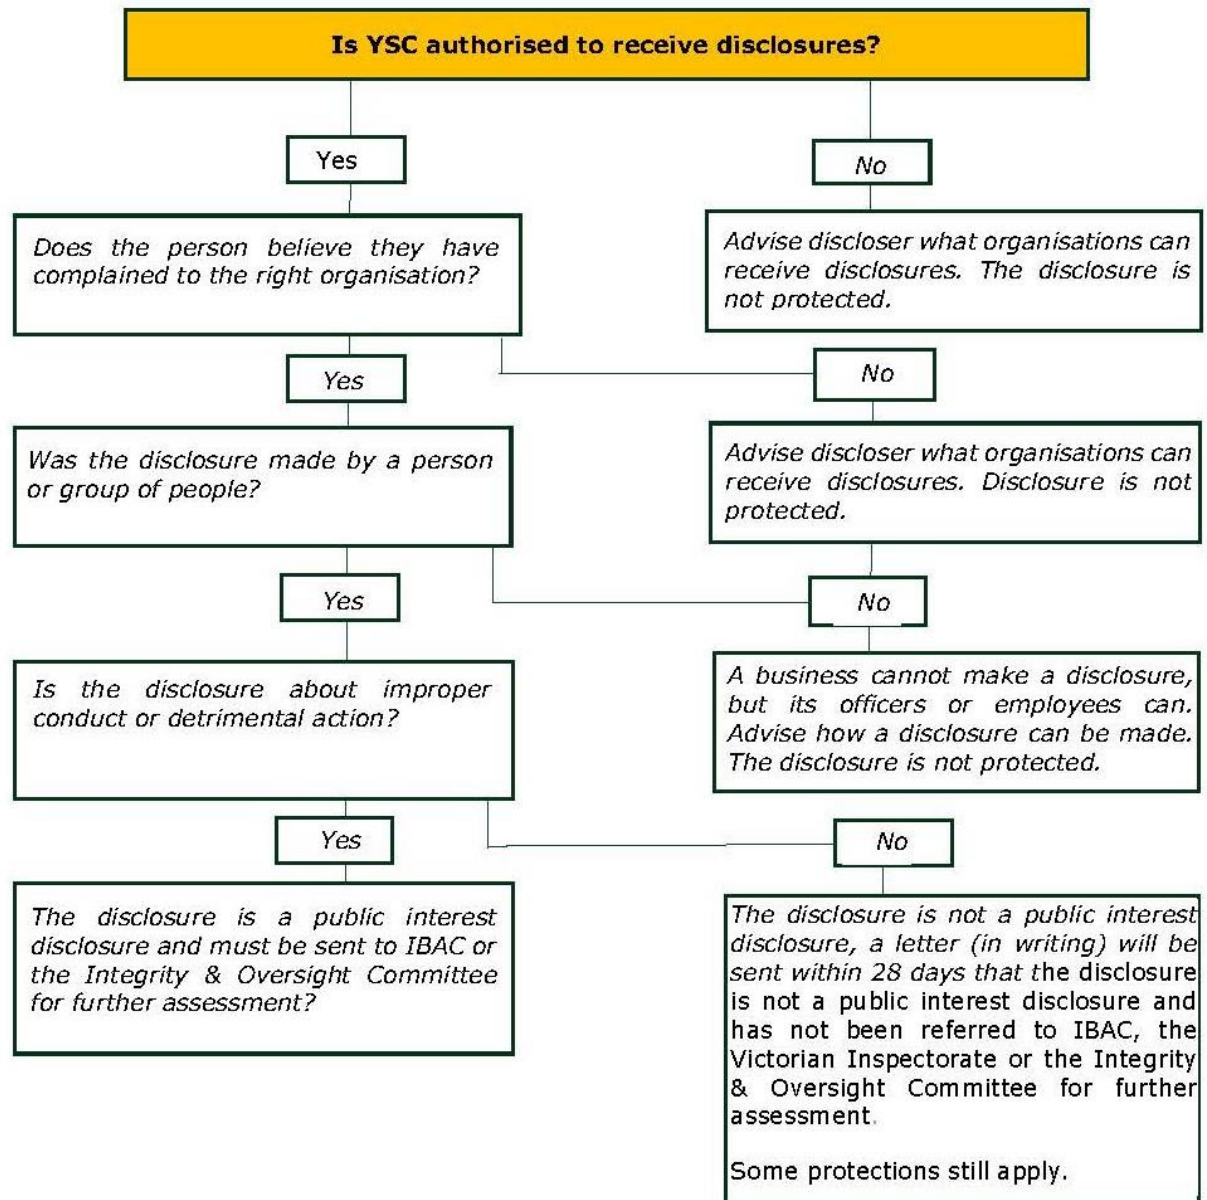 Is YSC authorised to receive disclosures?
Yes
No
Does the person believe they have
complained to the right organisation?
Advise discloser what organisations can
receive disclosures. The disclosure is
not protected.
Yes
No
Was the disclosure made by a person
or group of people?
Advise discloser what organisations can
receive disclosures. Disclosure is not
protected.
Yes
No
Is the disclosure about improper
conduct or detrimental action?
A business cannot make a disclosure,
but its officers or employees can.
Advise how a disclosure can be made.
The disclosure is not protected.
Yes
No
The disclosure is a public interest
disclosure and must be sent to IBAC or
the Integrity & Oversight Committee
for further assessment?
The disclosure is not a public interest
disclosure, a letter (in writing) will be
sent within 28 days that the disclosure
is not a public interest disclosure and
has not been referred to IBAC, the
Victorian Inspectorate or the Integrity
& Oversight Committee for further
assessment.
Some protections still apply.